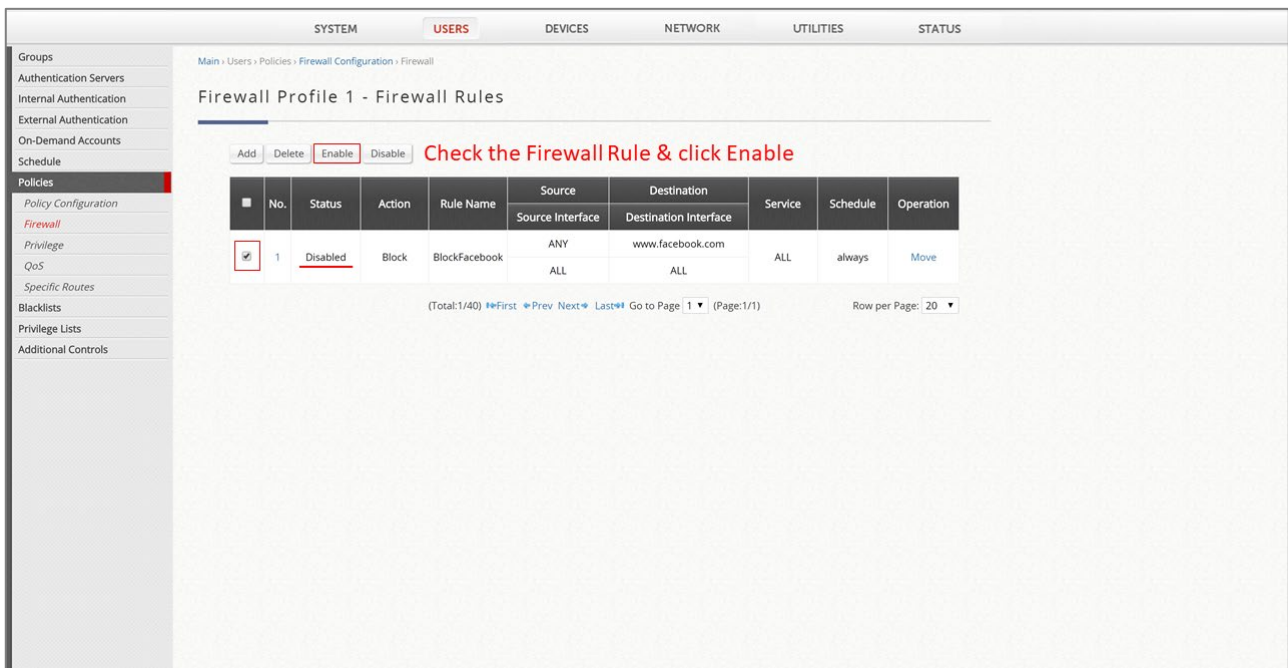 SYSTEM USERS DEVICES NETWORK UTILITIES STATUS
Groups
Authentication Servers
Internal Authentication
External Authentication
On-Demand Accounts
Schedule
Policies
Policy Configuration
Firewall
Privilege
QoS
Specific Routes
Blacklists
Privilege Lists
Additional Controls
Main › Users › Policies › Firewall Configuration › Firewall
Firewall Profile 1 - Firewall Rules
Add Delete Enable Disable Check the Firewall Rule & click Enable
No. Status Action Rule Name Source Destination Service Schedule Operation
Source Interface Destination Interface
1 Disabled Block BlockFacebook ANY www.facebook.com ALL always Move
ALL ALL
(Total:1/40) First Prev Next Last Go to Page 1 (Page:1/1) Row per Page: 20